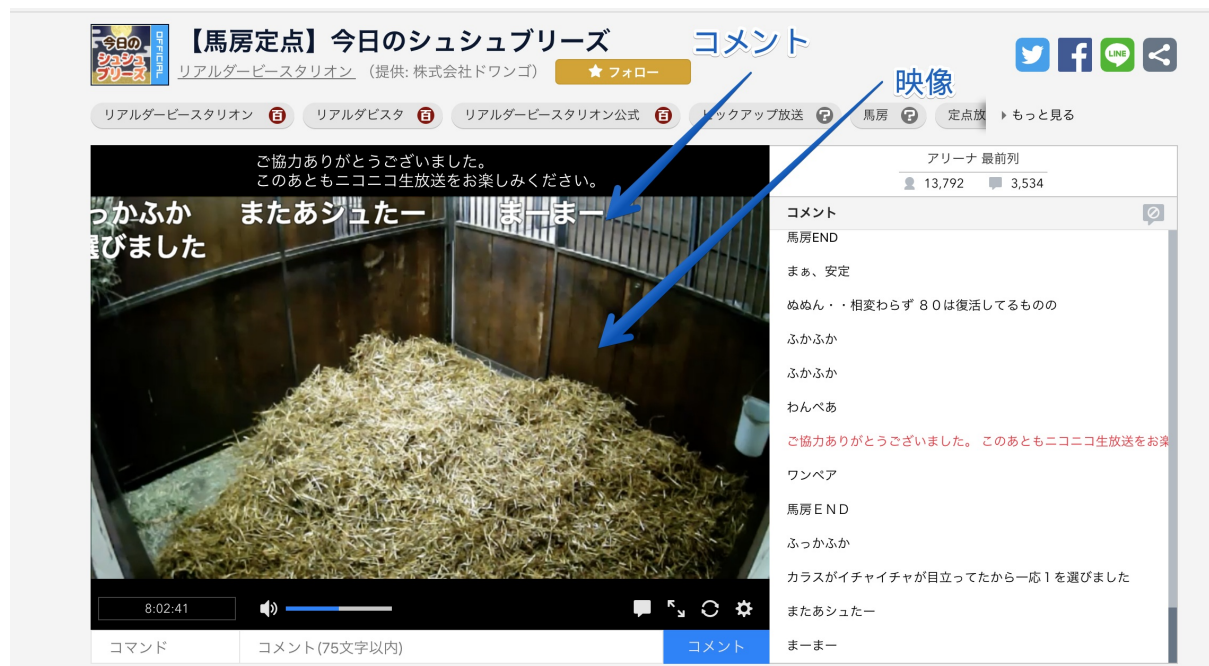 今日の
シュシュ
ブリーズ
OFFICIAL
【馬房定点】今日のシュシュブリーズ
リアルダービースタリオン （提供: 株式会社ドワンゴ）
★ フォロー
コメント
映像
LINE
リアルダービースタリオン 百
リアルダビスタ 百
リアルダービースタリオン公式 百
ピックアップ放送 ?
馬房 ?
定点放
もっと見る
ご協力ありがとうございました。
このあともニコニコ生放送をお楽しみください。
っかふか
またあシュたー
まーまー
選びました
8:02:41
コマンド
コメント(75文字以内)
コメント
アリーナ 最前列
13,792 3,534
コメント
馬房END
まぁ、安定
ぬぬん・・相変わらず ８０は復活してるものの
ふかふか
ふかふか
わんぺあ
ご協力ありがとうございました。 このあともニコニコ生放送をお楽
ワンペア
馬房ＥＮＤ
ふっかふか
カラスがイチャイチャが目立ってたから一応１を選びました
またあシュたー
まーまー